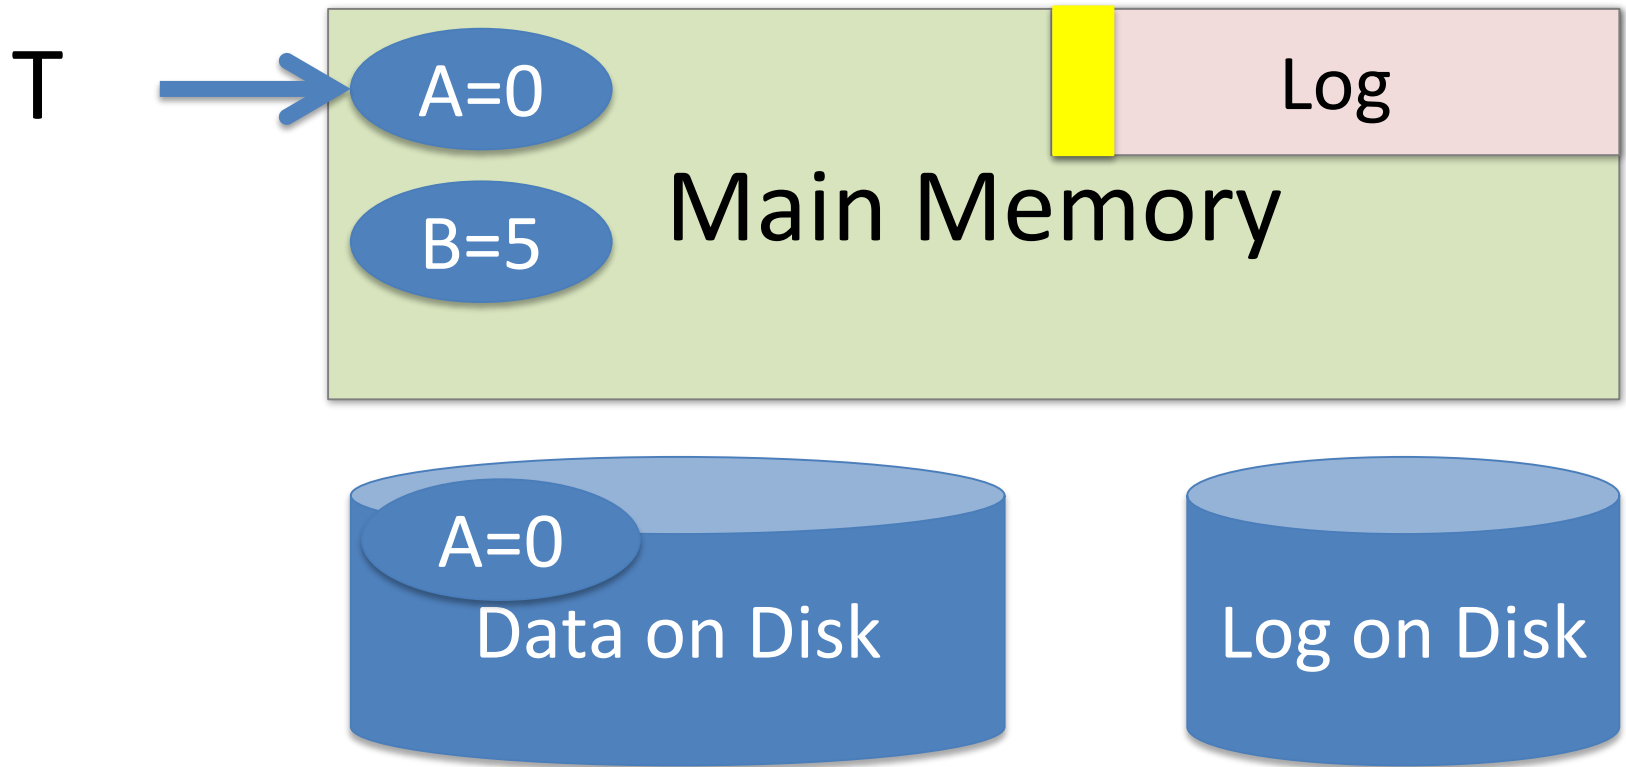 T
A=0
Log
B=5
Main Memory
A=0
Data on Disk
Log on Disk